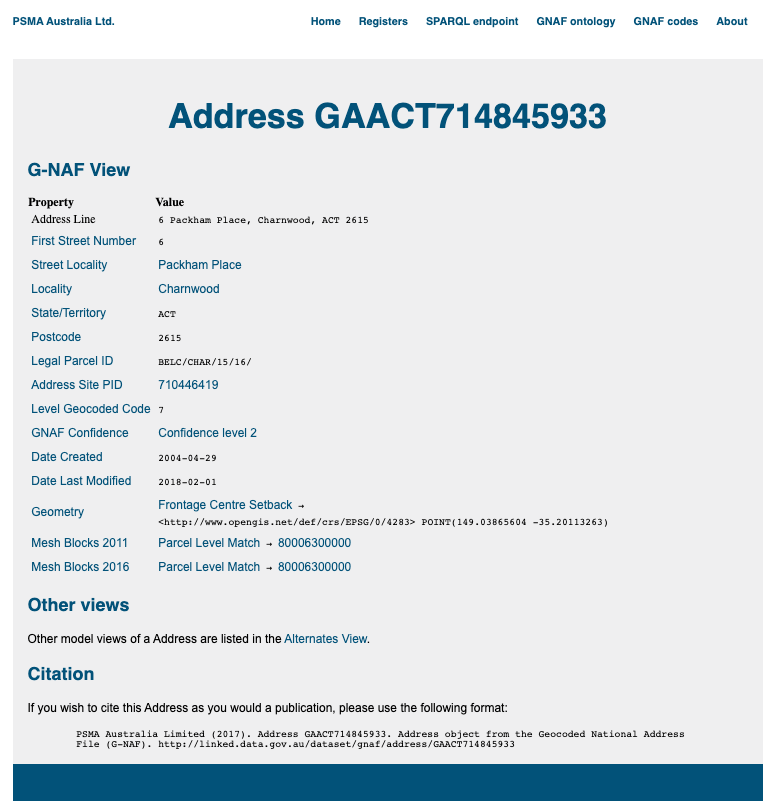 PSMA Australia Ltd. Home Registers SPARQL endpoint GNAF ontology GNAF codes About
Address GAACT714845933
G-NAF View
Property Value
Address Line 6 Packham Place, Charnwood, ACT 2615
First Street Number 6
Street Locality Packham Place
Locality Charnwood
State/Territory ACT
Postcode 2615
Legal Parcel ID BELC/CHAR/15/16/
Address Site PID 710446419
Level Geocoded Code 7
GNAF Confidence Confidence level 2
Date Created 2004-04-29
Date Last Modified 2018-02-01
Geometry Frontage Centre Setback →
<http://www.opengis.net/def/crs/EPSG/0/4283> POINT(149.03865604 -35.20113263)
Mesh Blocks 2011 Parcel Level Match → 80006300000
Mesh Blocks 2016 Parcel Level Match → 80006300000
Other views
Other model views of a Address are listed in the Alternates View.
Citation
If you wish to cite this Address as you would a publication, please use the following format:
PSMA Australia Limited (2017). Address GAACT714845933. Address object from the Geocoded National Address
File (G-NAF). http://linked.data.gov.au/dataset/gnaf/address/GAACT714845933